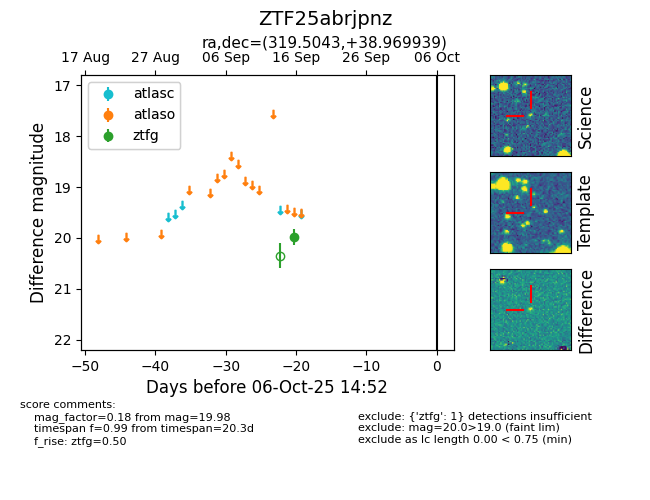 ZTF25abrjpnz
ra,dec=(319.5043,+38.969939)
17 Aug 27 Aug 06 Sep 16 Sep 26 Sep 06 Oct
atlasc
atlaso
ztfg
17
18
19
20
21
22
Difference magnitude
−50 −40 −30 −20 −10 0
Days before 06-Oct-25 14:52
Science
Template
Difference
score comments:
mag_factor=0.18 from mag=19.98
timespan f=0.99 from timespan=20.3d
f_rise: ztfg=0.50
exclude: {'ztfg': 1} detections insufficient
exclude: mag=20.0>19.0 (faint lim)
exclude as lc length 0.00 < 0.75 (min)